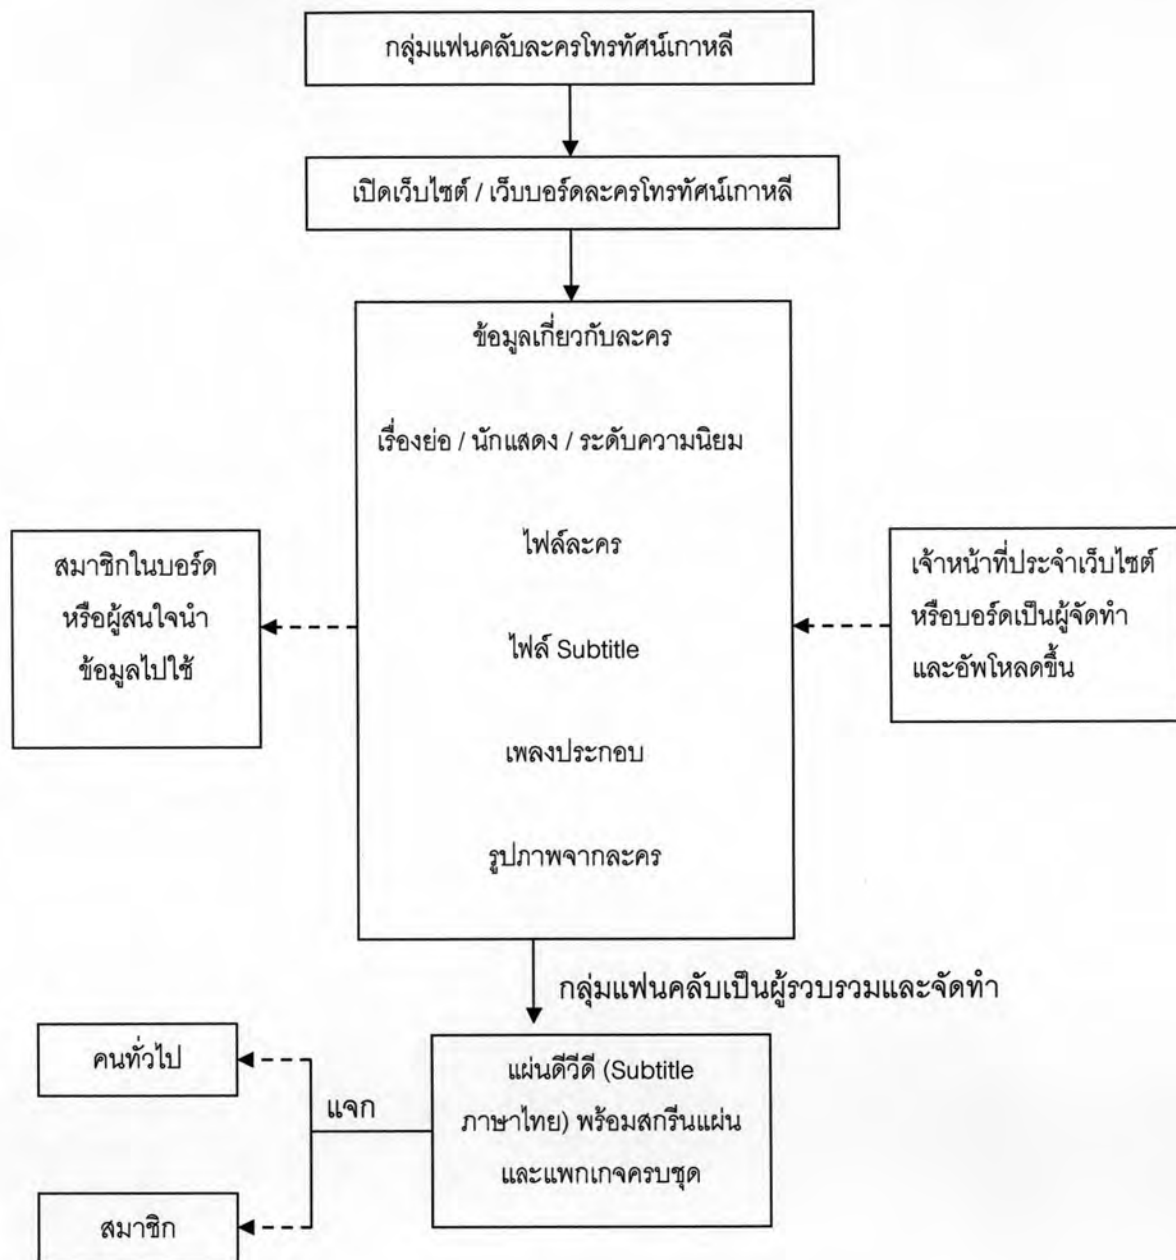 กลุ่มแฟนคลับละครโทรทัศน์เกาหลี
เปิดเว็บไซต์ / เว็บบอร์ดละครโทรทัศน์เกาหลี
ข้อมูลเกี่ยวกับละคร
เรื่องย่อ / นักแสดง / ระดับความนิยม
ไฟล์ละคร
ไฟล์ Subtitle
เพลงประกอบ
รูปภาพจากละคร
สมาชิกในบอร์ด
หรือผู้สนใจนำ
ข้อมูลไปใช้
เจ้าหน้าที่ประจำเว็บไซต์
หรือบอร์ดเป็นผู้จัดทำ
และอัพโหลดขึ้น
กลุ่มแฟนคลับเป็นผู้รวบรวมและจัดทำ
แผ่นดีวีดี (Subtitle
ภาษาไทย) พร้อมสกรีนแผ่น
และแพกเกจครบชุด
แจก
คนทั่วไป
สมาชิก